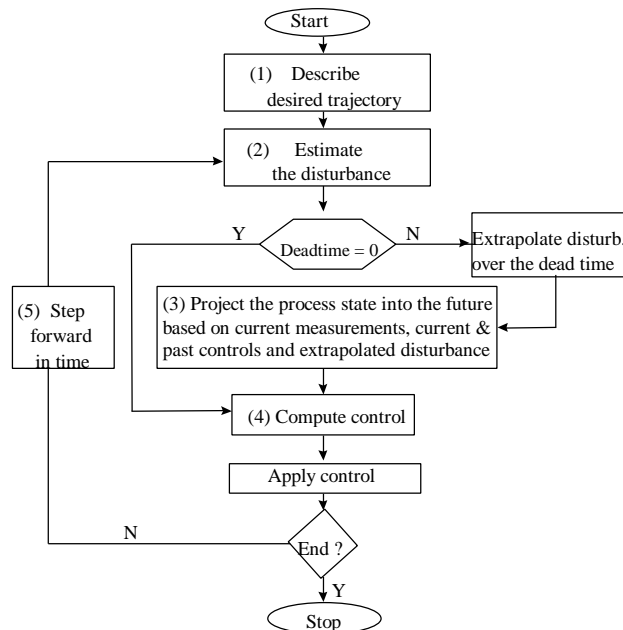 Start
(1) Describe
desired trajectory
(2) Estimate
the disturbance
Y
Deadtime = 0
N
Extrapolate disturb.
over the dead time
(5) Step
forward
in time
(3) Project the process state into the future
based on current measurements, current &
past controls and extrapolated disturbance
(4) Compute control
Apply control
N
End ?
Y
Stop